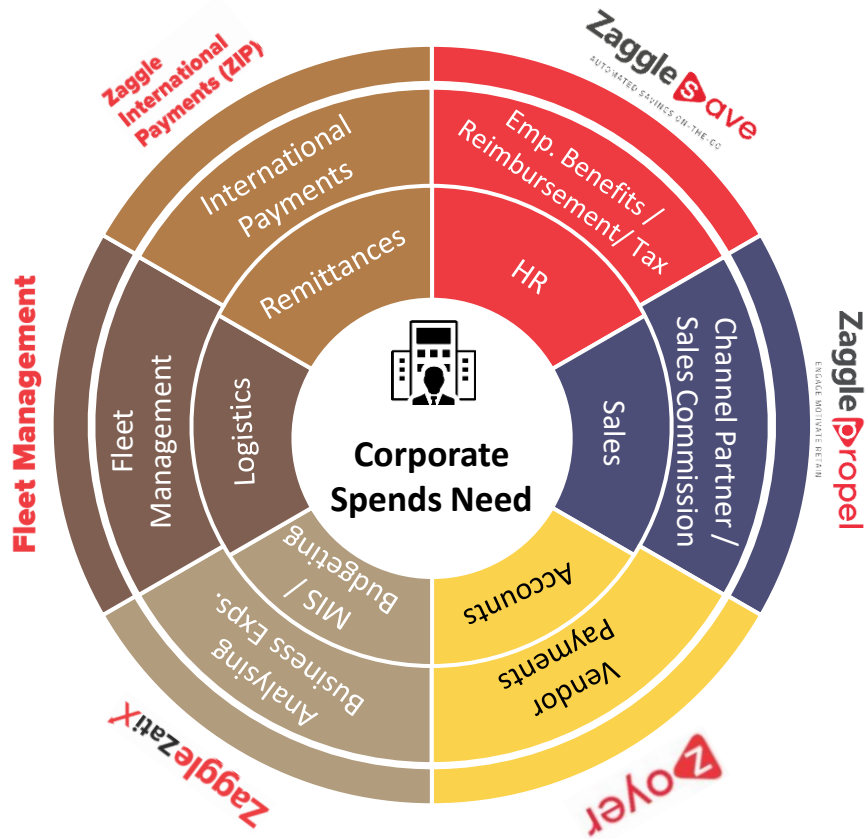 Corporate
Spends Need
Zaggle save
AUTOMATED SAVINGS ON-THE-GO
Emp. Benefits /
Reimbursement/ Tax
HR
Zaggle propel
ENGAGE MOTIVATE RETAIN
Channel Partner /
Sales Commission
Sales
Zoyer
Vendor
Payments
Accounts
Zaggle ZatiX
Analysing
Business Exps.
MIS /
Budgeting
Fleet Management
Fleet
Management
Logistics
Zaggle
International
Payments (ZIP)
International
Payments
Remittances